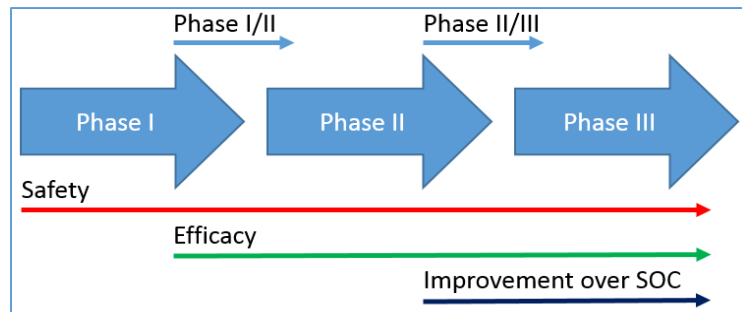 Phase I/II
Phase II/III
Phase I
Phase II
Phase III
Safety
Efficacy
Improvement over SOC